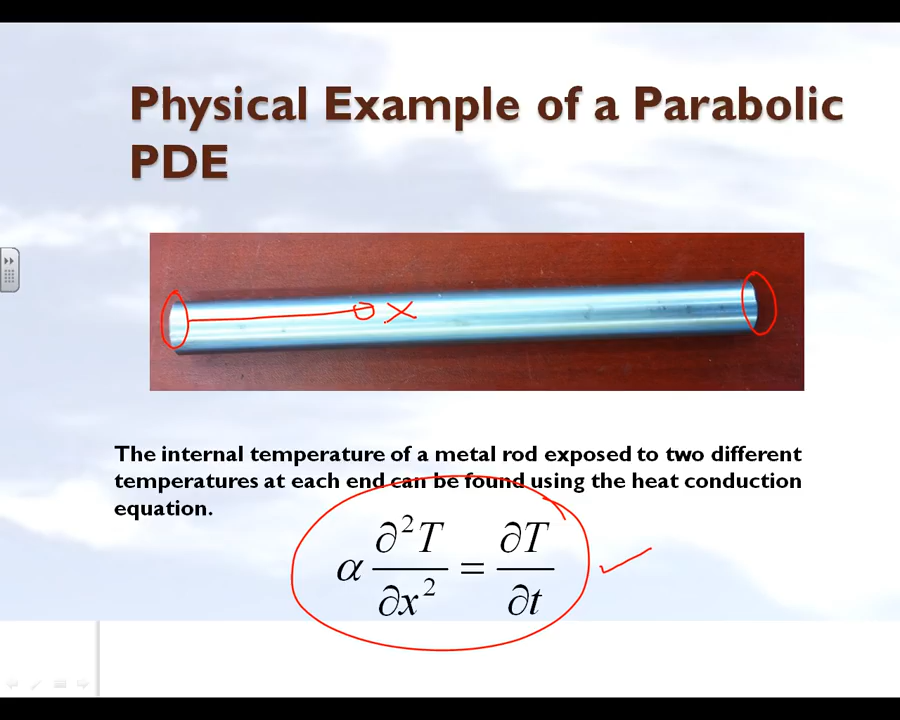 Physical Example of a Parabolic
PDE
X
The internal temperature of a metal rod exposed to two different
temperatures at each end can be found using the heat conduction
equation.
α ∂²T/∂x² = ∂T/∂t